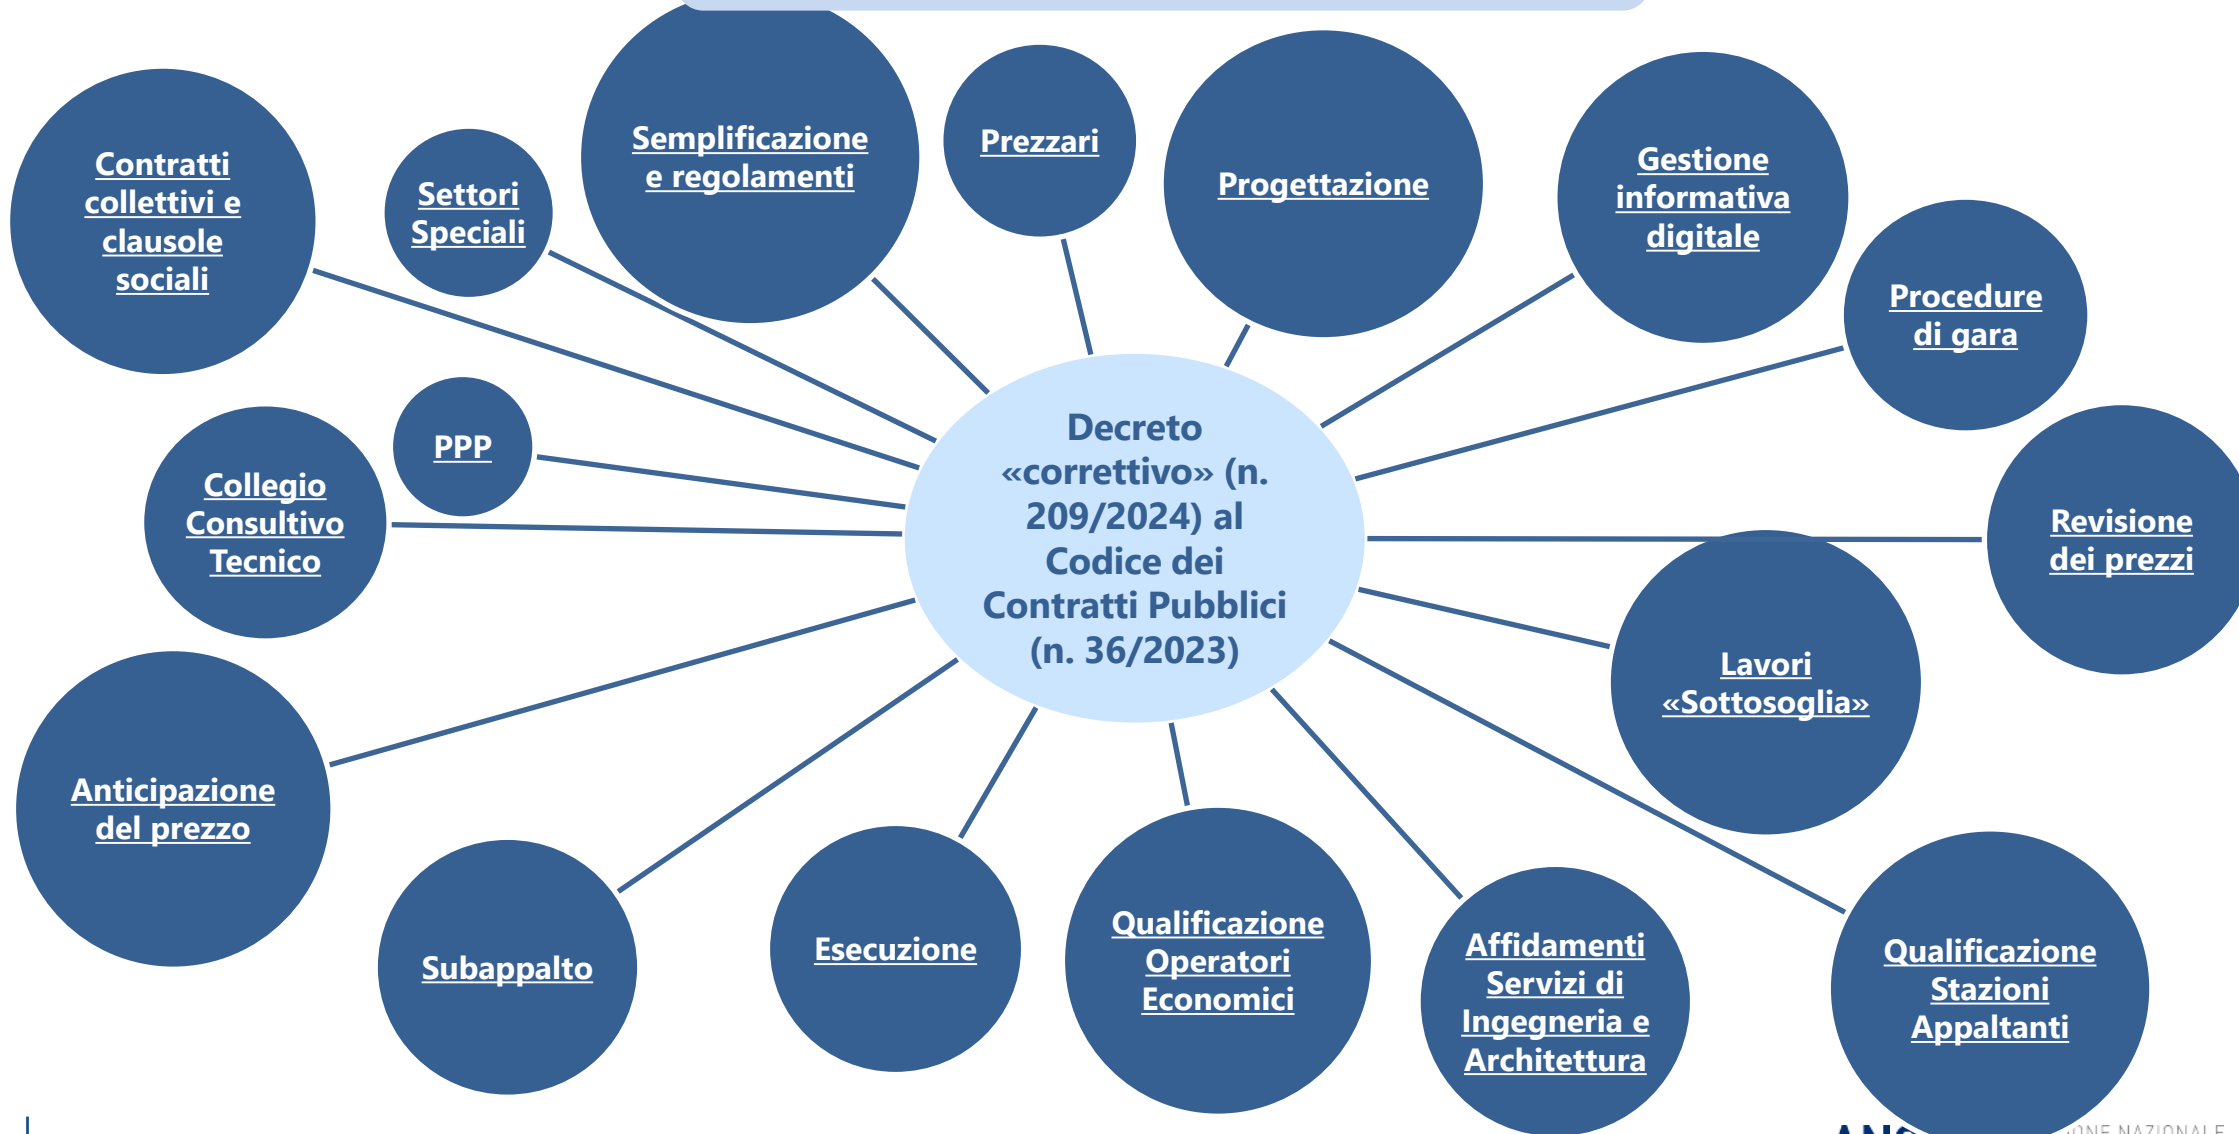 Contratti
collettivi e
clausole
sociali
Settori
Speciali
Semplificazione
e regolamenti
Prezzari
Progettazione
Gestione
informativa
digitale
Procedure
di gara
Revisione
dei prezzi
Lavori
«Sottosoglia»
Qualificazione
Stazioni
Appaltanti
Affidamenti
Servizi di
Ingegneria e
Architettura
Qualificazione
Operatori
Economici
Esecuzione
Subappalto
Anticipazione
del prezzo
Collegio
Consultivo
Tecnico
PPP
Decreto
«correttivo» (n.
209/2024) al
Codice dei
Contratti Pubblici
(n. 36/2023)
NAZIONALE